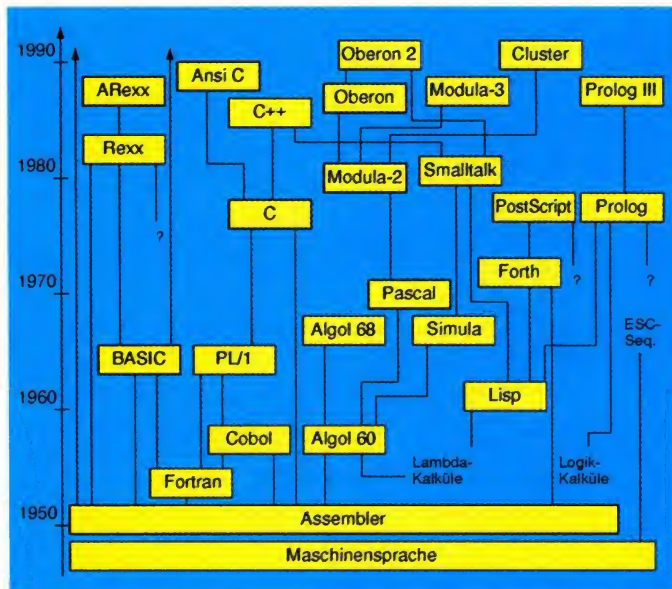 1990
Oberon 2
Cluster
Ansi C
ARexx
Oberon
Modula-3
Prolog III
C++
Rexx
1980
Modula-2
Smalltalk
C
PostScript
Prolog
?
Forth
?
?
1970
Pascal
ESC-
Seq.
BASIC
PL/1
Algol 68
Simula
Lisp
1960
Cobol
Algol 60
Lambda-
Kalküle
Logik-
Kalküle
Fortran
Assembler
1950
Maschinensprache